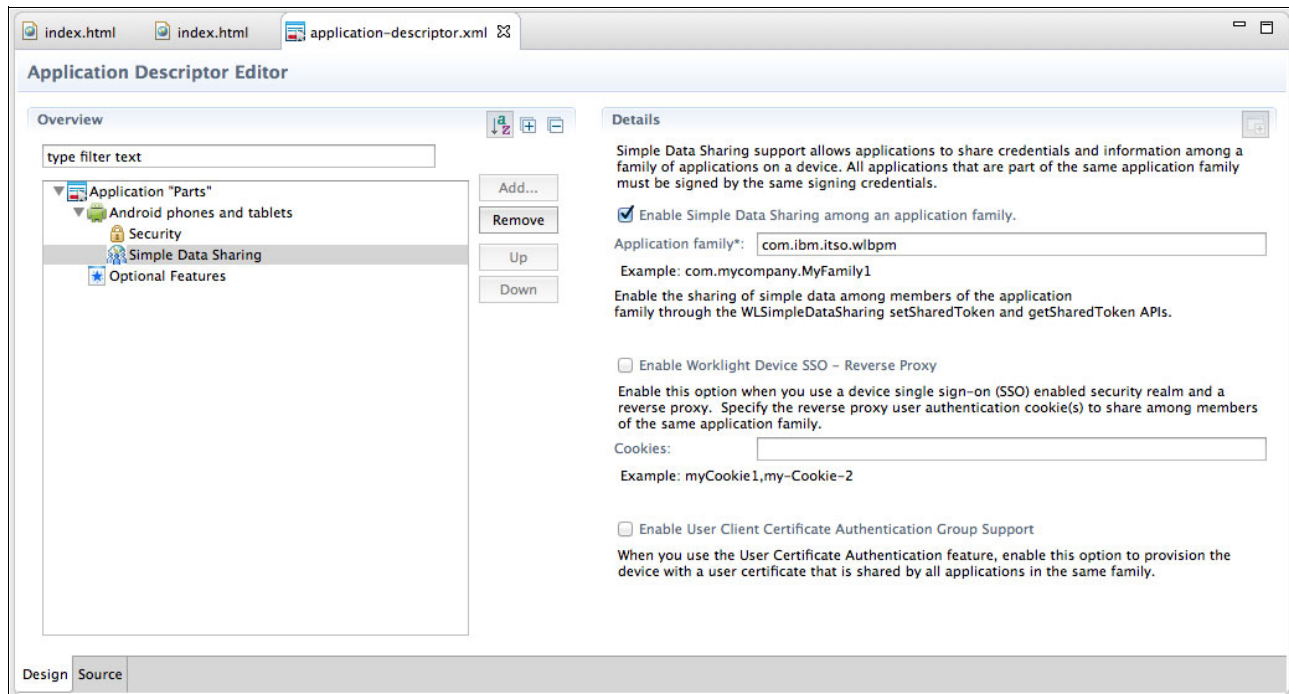 index.html
index.html
application-descriptor.xml
Application Descriptor Editor
Overview
type filter text
Application "Parts"
Android phones and tablets
Security
Simple Data Sharing
Optional Features
Add...
Remove
Up
Down
Details
Simple Data Sharing support allows applications to share credentials and information among a
family of applications on a device. All applications that are part of the same application family
must be signed by the same signing credentials.
Enable Simple Data Sharing among an application family.
Application family*: com.ibm.itso.wlbpm
Example: com.mycompany.MyFamily1
Enable the sharing of simple data among members of the application
family through the WLSimpleDataSharing setSharedToken and getSharedToken APIs.
Enable Worklight Device SSO - Reverse Proxy
Enable this option when you use a device single sign-on (SSO) enabled security realm and a
reverse proxy. Specify the reverse proxy user authentication cookie(s) to share among members
of the same application family.
Cookies:
Example: myCookie1,my-Cookie-2
Enable User Client Certificate Authentication Group Support
When you use the User Certificate Authentication feature, enable this option to provision the
device with a user certificate that is shared by all applications in the same family.
Design Source